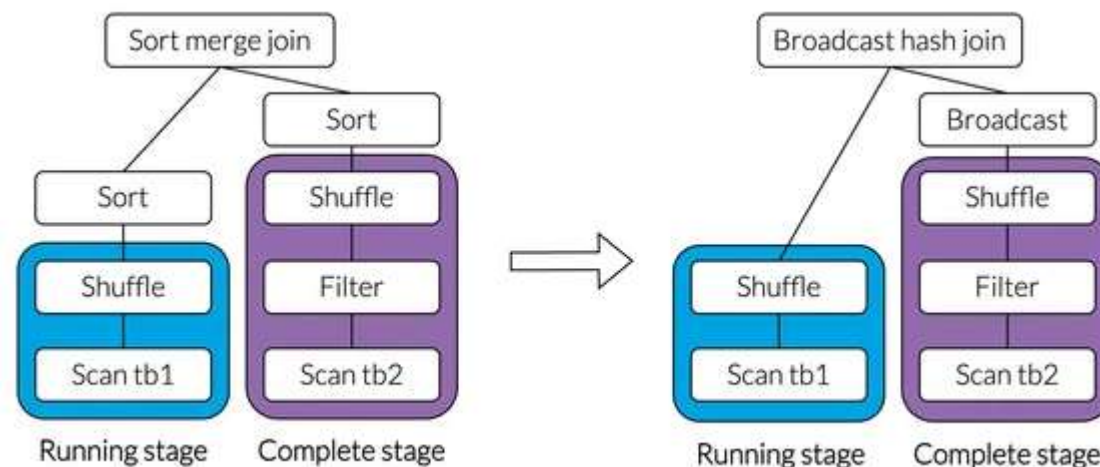 Sort merge join
Sort
Sort
Shuffle
Shuffle
Filter
Scan tb1
Scan tb2
Running stage
Complete stage
Broadcast hash join
Broadcast
Shuffle
Shuffle
Filter
Scan tb1
Scan tb2
Running stage
Complete stage